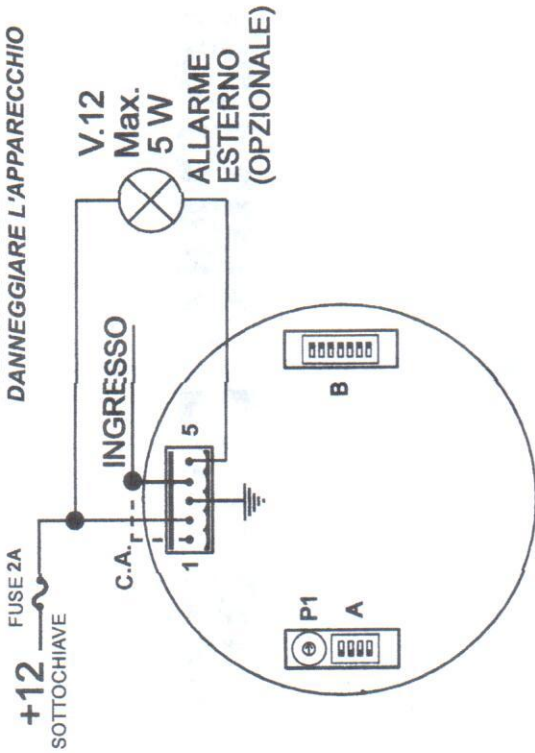 DANNEGGIARE L'APPARECCHIO
FUSE 2A
+12
SOTTOCHIAVE
V.12
Max.
5 W
ALLARME
ESTERNO
(OPZIONALE)
INGRESSO
C.A.
1
5
P1
A
B